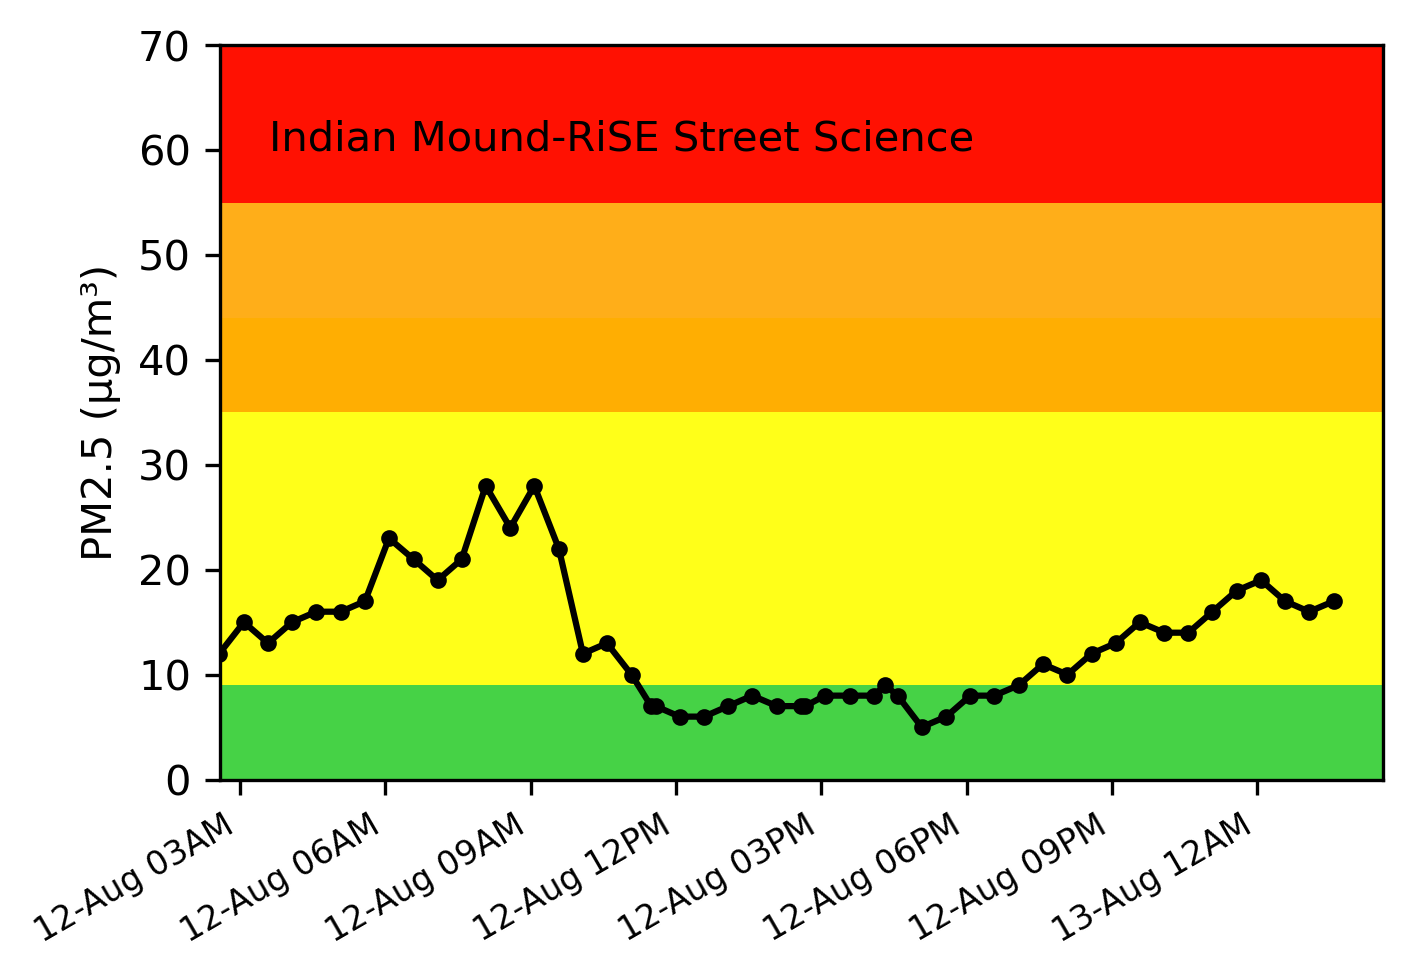 70
Indian Mound-RiSE Street Science
60
50
40
30
20
10
0
PM2.5 (µg/m³)
12-Aug 03AM
12-Aug 06AM
12-Aug 09AM
12-Aug 12PM
12-Aug 03PM
12-Aug 06PM
12-Aug 09PM
13-Aug 12AM